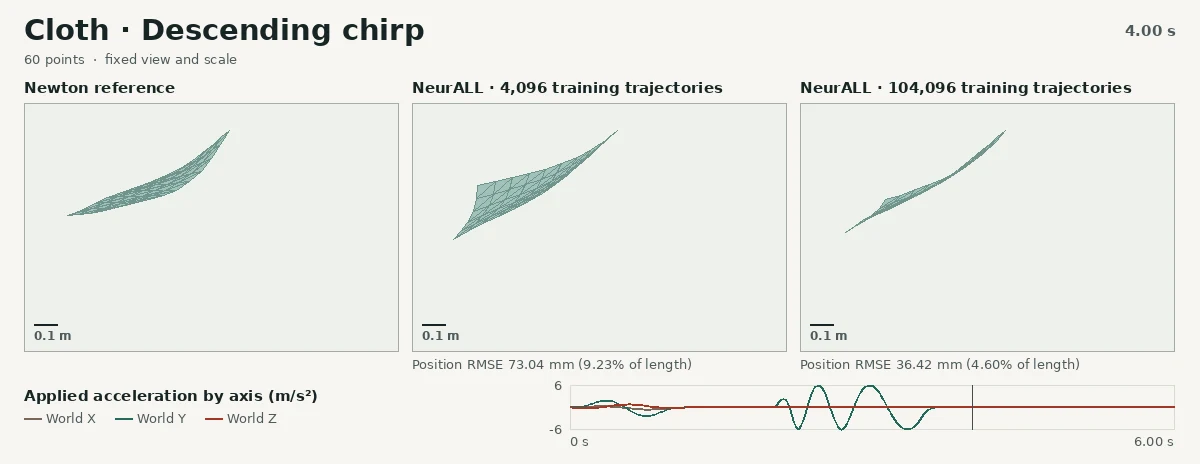 Cloth · Descending chirp
4.00 s
60 points · fixed view and scale
Newton reference
NeurALL · 4,096 training trajectories
NeurALL · 104,096 training trajectories
0.1 m
0.1 m
0.1 m
Position RMSE 73.04 mm (9.23% of length)
Position RMSE 36.42 mm (4.60% of length)
Applied acceleration by axis (m/s²)
World X
World Y
World Z
6
-6
0 s
6.00 s